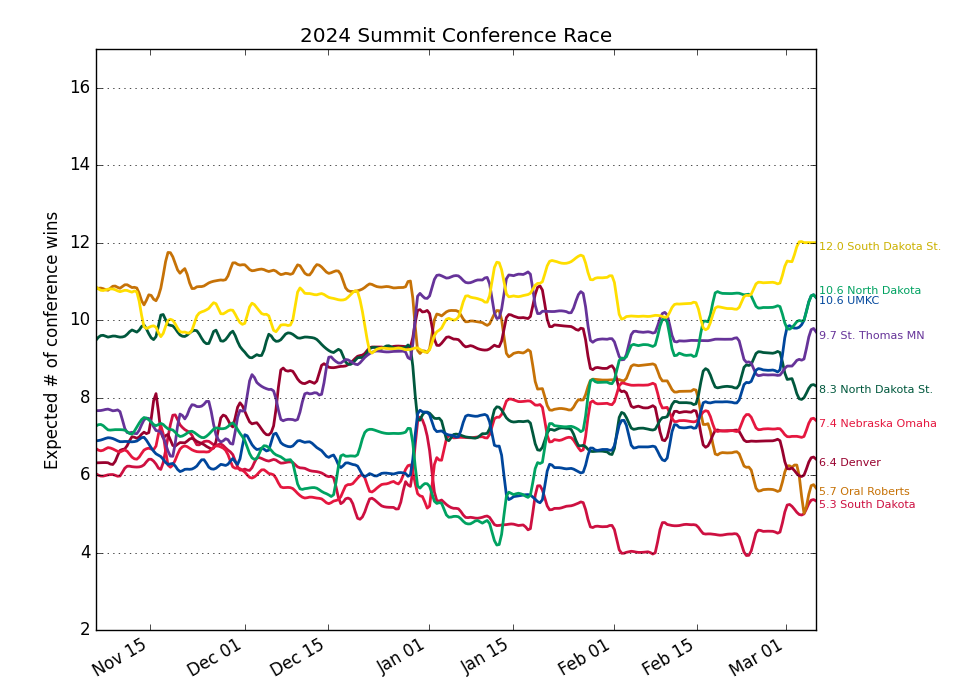 2024 Summit Conference Race
Expected # of conference wins
16
14
12
10
8
6
4
2
Nov 15
Dec 01
Dec 15
Jan 01
Jan 15
Feb 01
Feb 15
Mar 01
12.0 South Dakota St.
10.6 North Dakota
10.6 UMKC
9.7 St. Thomas MN
8.3 North Dakota St.
7.4 Nebraska Omaha
6.4 Denver
5.7 Oral Roberts
5.3 South Dakota